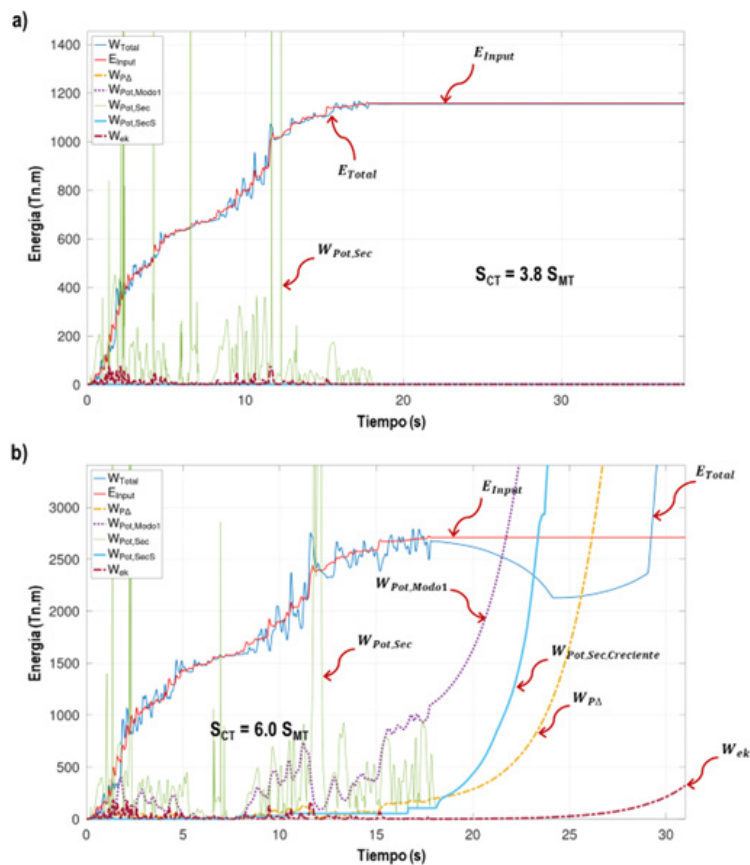 a)
1400
1200
1000
800
600
400
200
0
Energia (Tn.m)
W_Total
E_Input
W_PΔ
W_Pot,Modo1
W_Pot,Sec
W_Pot,SecS
W_ek
E_Input
E_Total
W_Pot,Sec
S_CT = 3.8 S_MT
0 10 20 30
Tiempo (s)
b)
3000
2500
2000
1500
1000
500
0
Energia (Tn.m)
W_Total
E_Input
W_PΔ
W_Pot,Modo1
W_Pot,Sec
W_Pot,SecS
W_ek
E_Input
E_Total
W_Pot,Modo1
W_Pot,Sec
W_Pot,Sec,Creciente
W_PΔ
S_CT = 6.0 S_MT
W_ek
0 5 10 15 20 25 30
Tiempo (s)